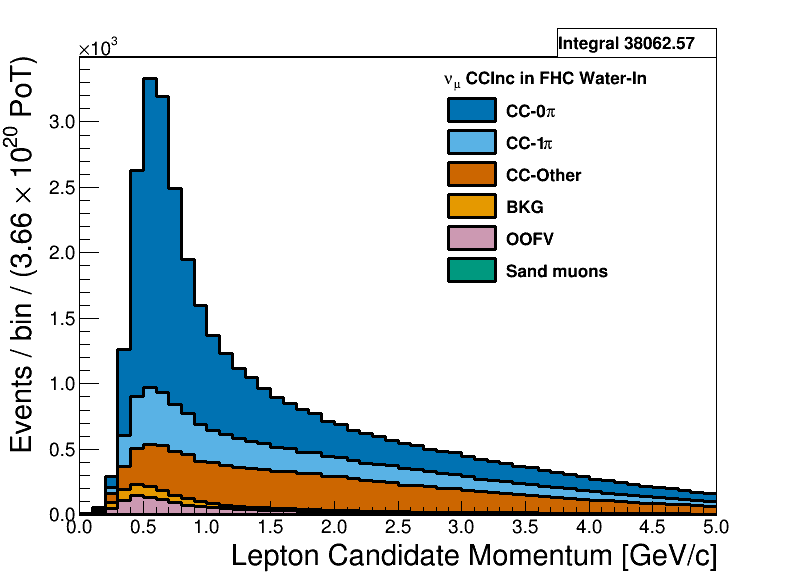 Integral 38062.57
×10³
ν_μ CCInc in FHC Water-In
CC-0π
CC-1π
CC-Other
BKG
OOFV
Sand muons
Events / bin / (3.66 × 10²⁰ PoT)
3.0
2.5
2.0
1.5
1.0
0.5
0.0
0.0 0.5 1.0 1.5 2.0 2.5 3.0 3.5 4.0 4.5 5.0
Lepton Candidate Momentum [GeV/c]